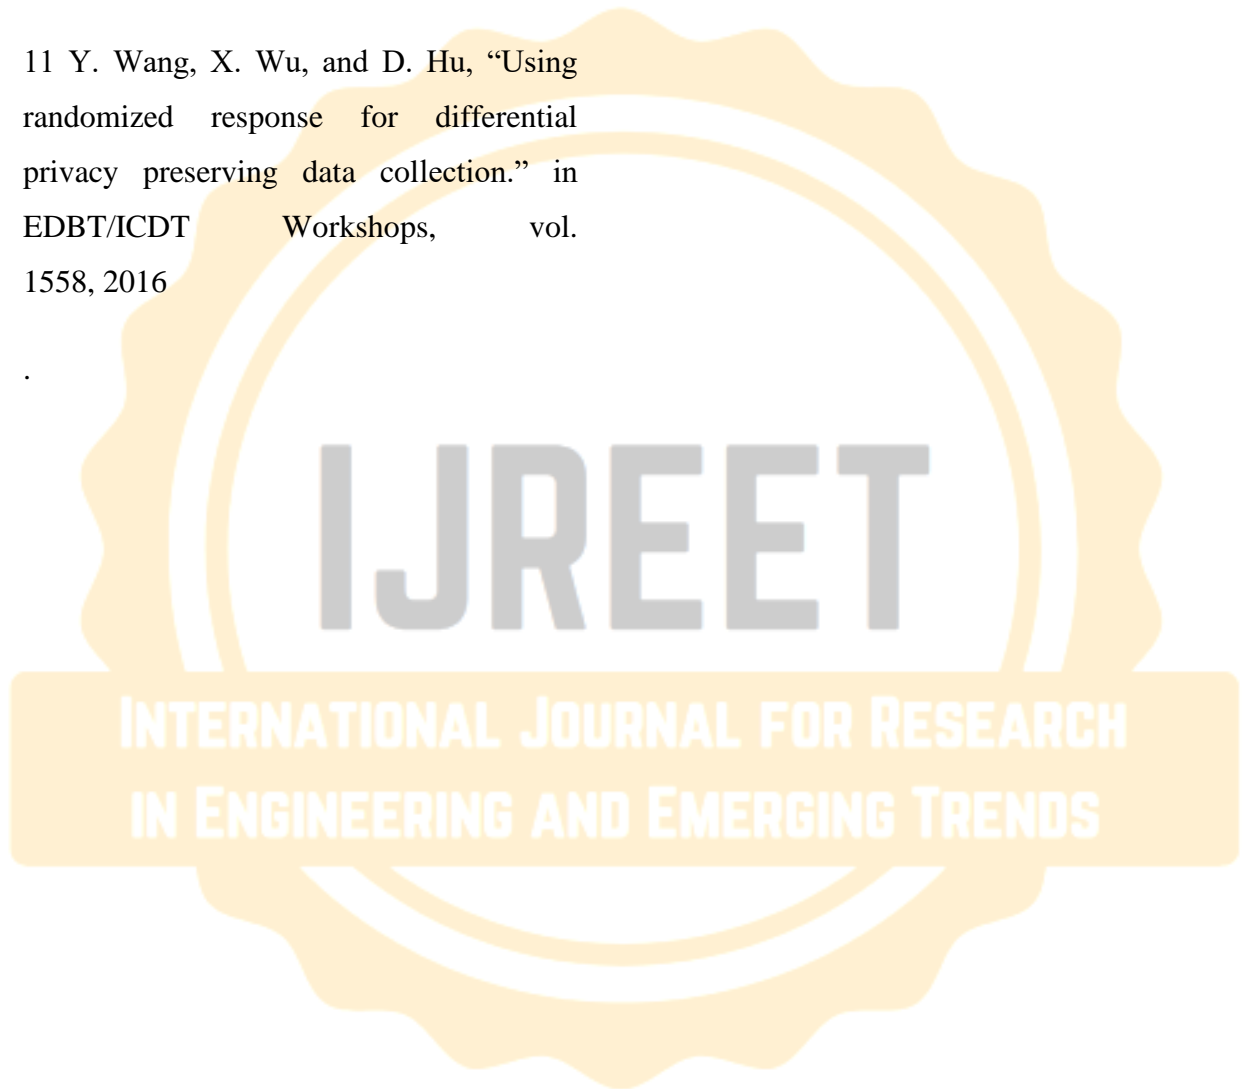 11 Y. Wang, X. Wu, and D. Hu, “Using
randomized response for differential
privacy preserving data collection.” in
EDBT/ICDT Workshops, vol.
1558, 2016
.
IJREET
INTERNATIONAL JOURNAL FOR RESEARCH
IN ENGINEERING AND EMERGING TRENDS